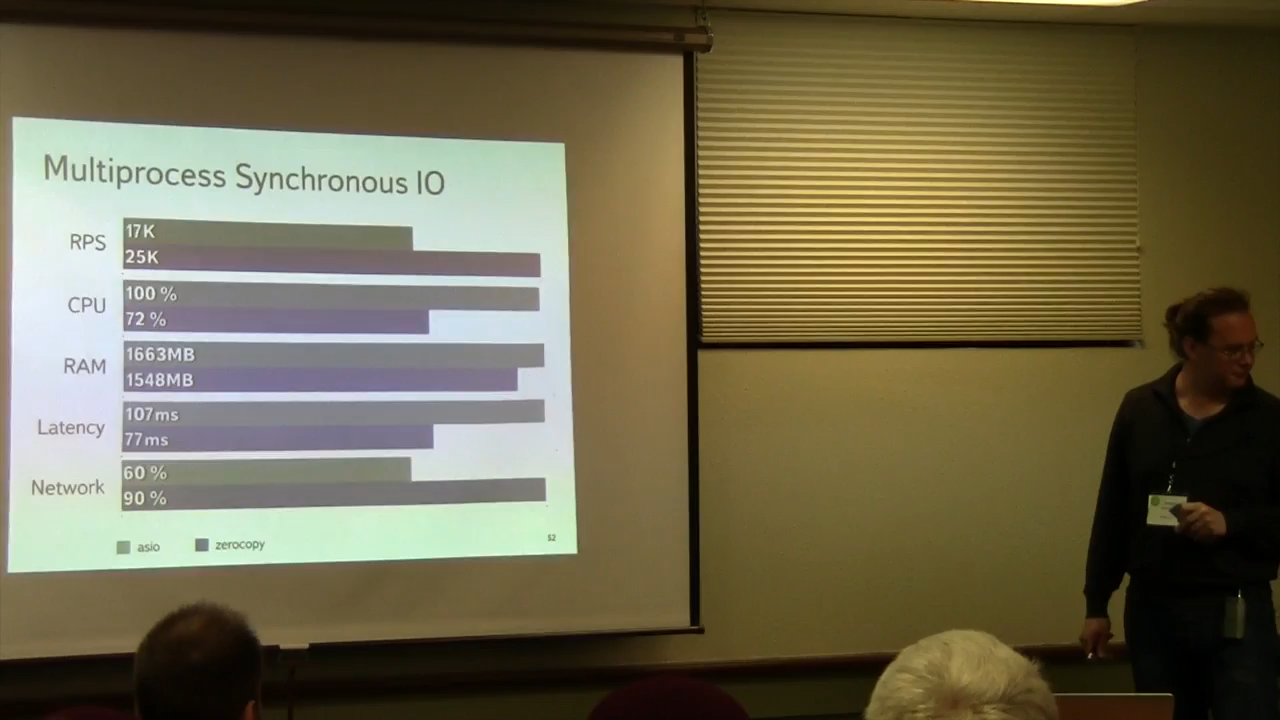 Multiprocess Synchronous IO
RPS
17K
25K
CPU
100 %
72 %
RAM
1663MB
1548MB
Latency
107ms
77ms
Network
60 %
90 %
asio zerocopy
52